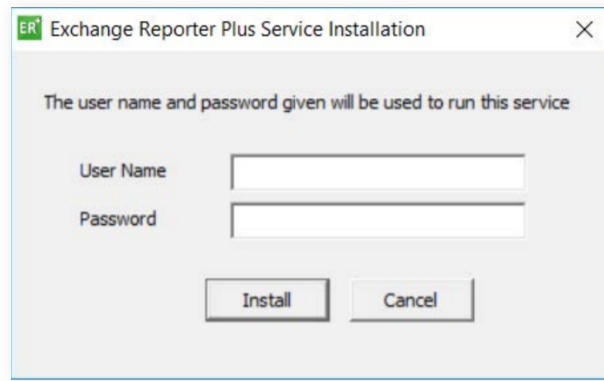 ER+ Exchange Reporter Plus Service Installation
The user name and password given will be used to run this service
User Name
Password
Install Cancel